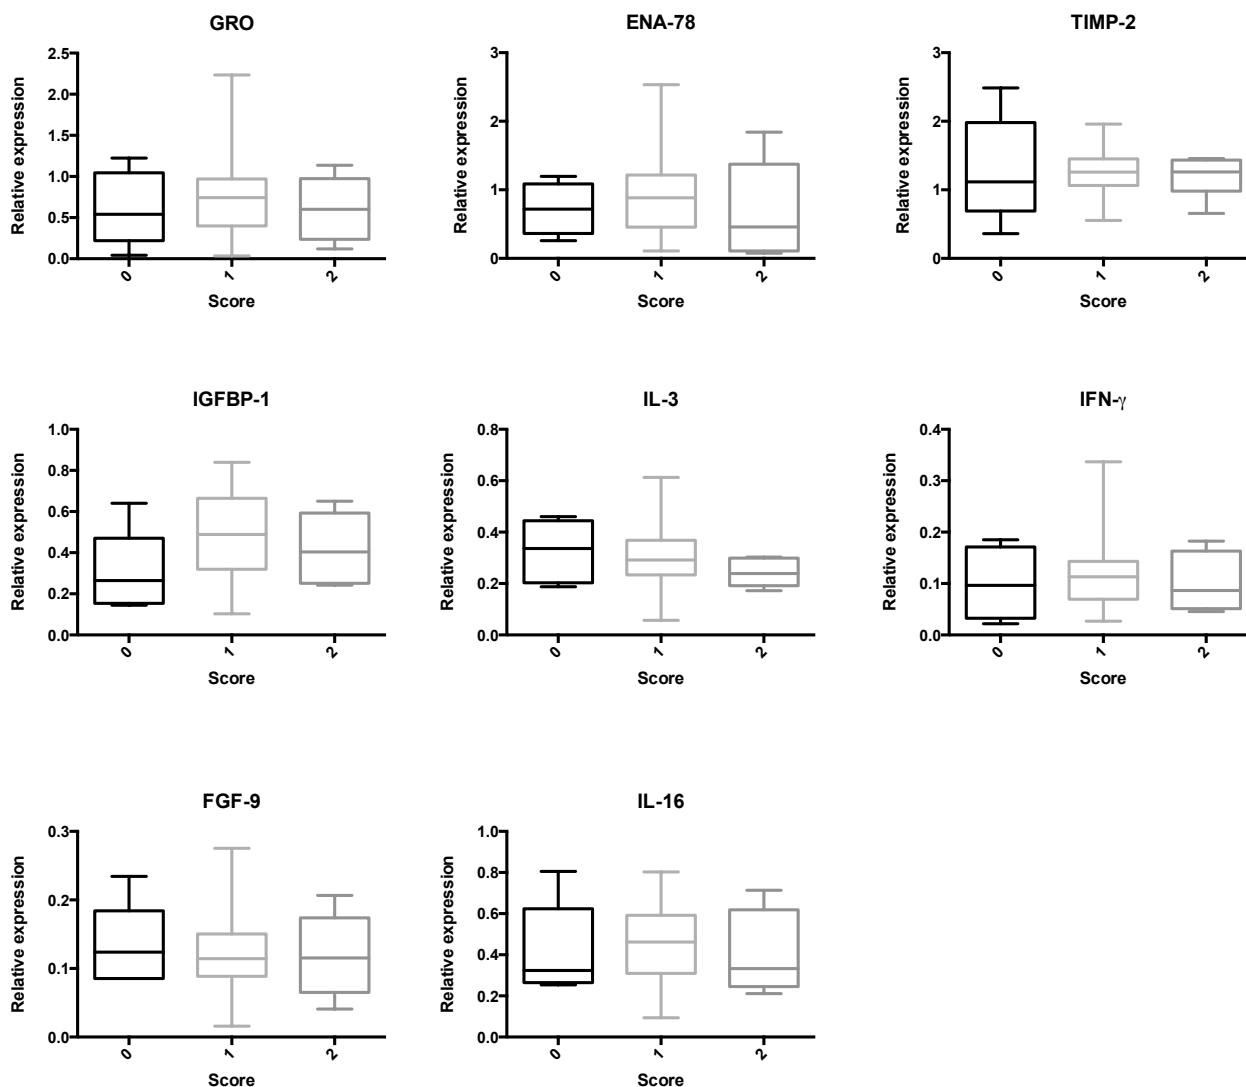 GRO
Relative expression
2.5
2.0
1.5
1.0
0.5
0.0
0
1
2
Score
ENA-78
Relative expression
3
2
1
0
0
1
2
Score
TIMP-2
Relative expression
3
2
1
0
0
1
2
Score
IGFBP-1
Relative expression
1.0
0.8
0.6
0.4
0.2
0.0
0
1
2
Score
IL-3
Relative expression
0.8
0.6
0.4
0.2
0.0
0
1
2
Score
IFN-γ
Relative expression
0.4
0.3
0.2
0.1
0.0
0
1
2
Score
FGF-9
Relative expression
0.3
0.2
0.1
0.0
0
1
2
Score
IL-16
Relative expression
1.0
0.8
0.6
0.4
0.2
0.0
0
1
2
Score